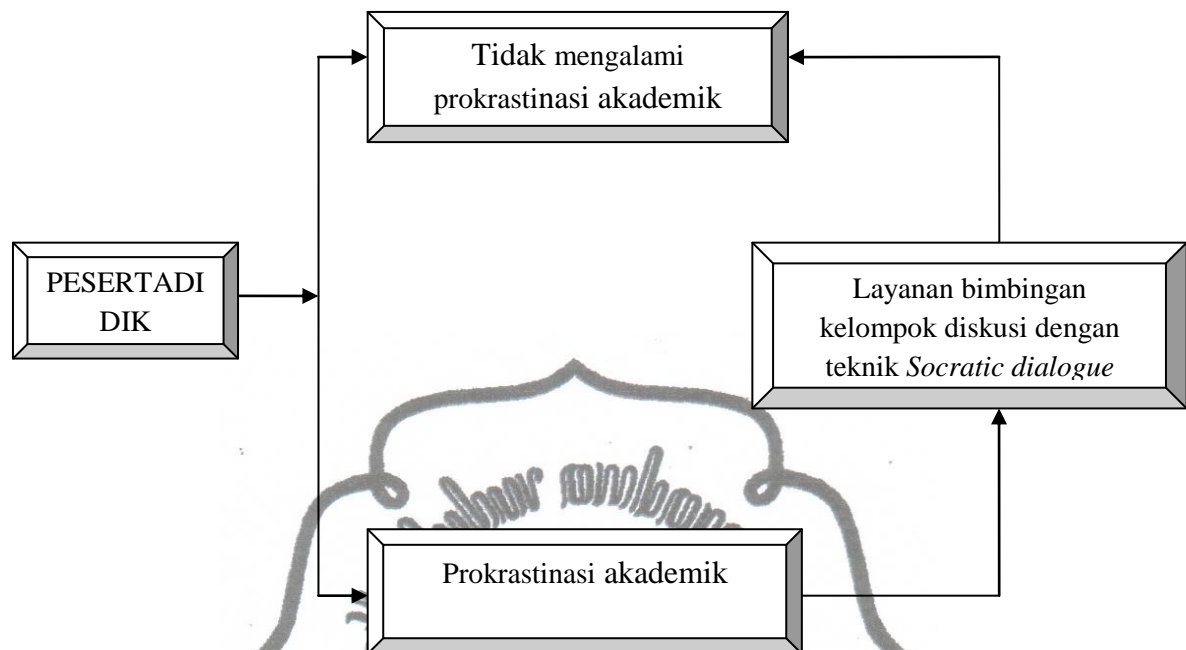 Tidak mengalami
prokrastinasi akademik
PESERTADI
DIK
Layanan bimbingan
kelompok diskusi dengan
teknik Socratic dialogue
Prokrastinasi akademik